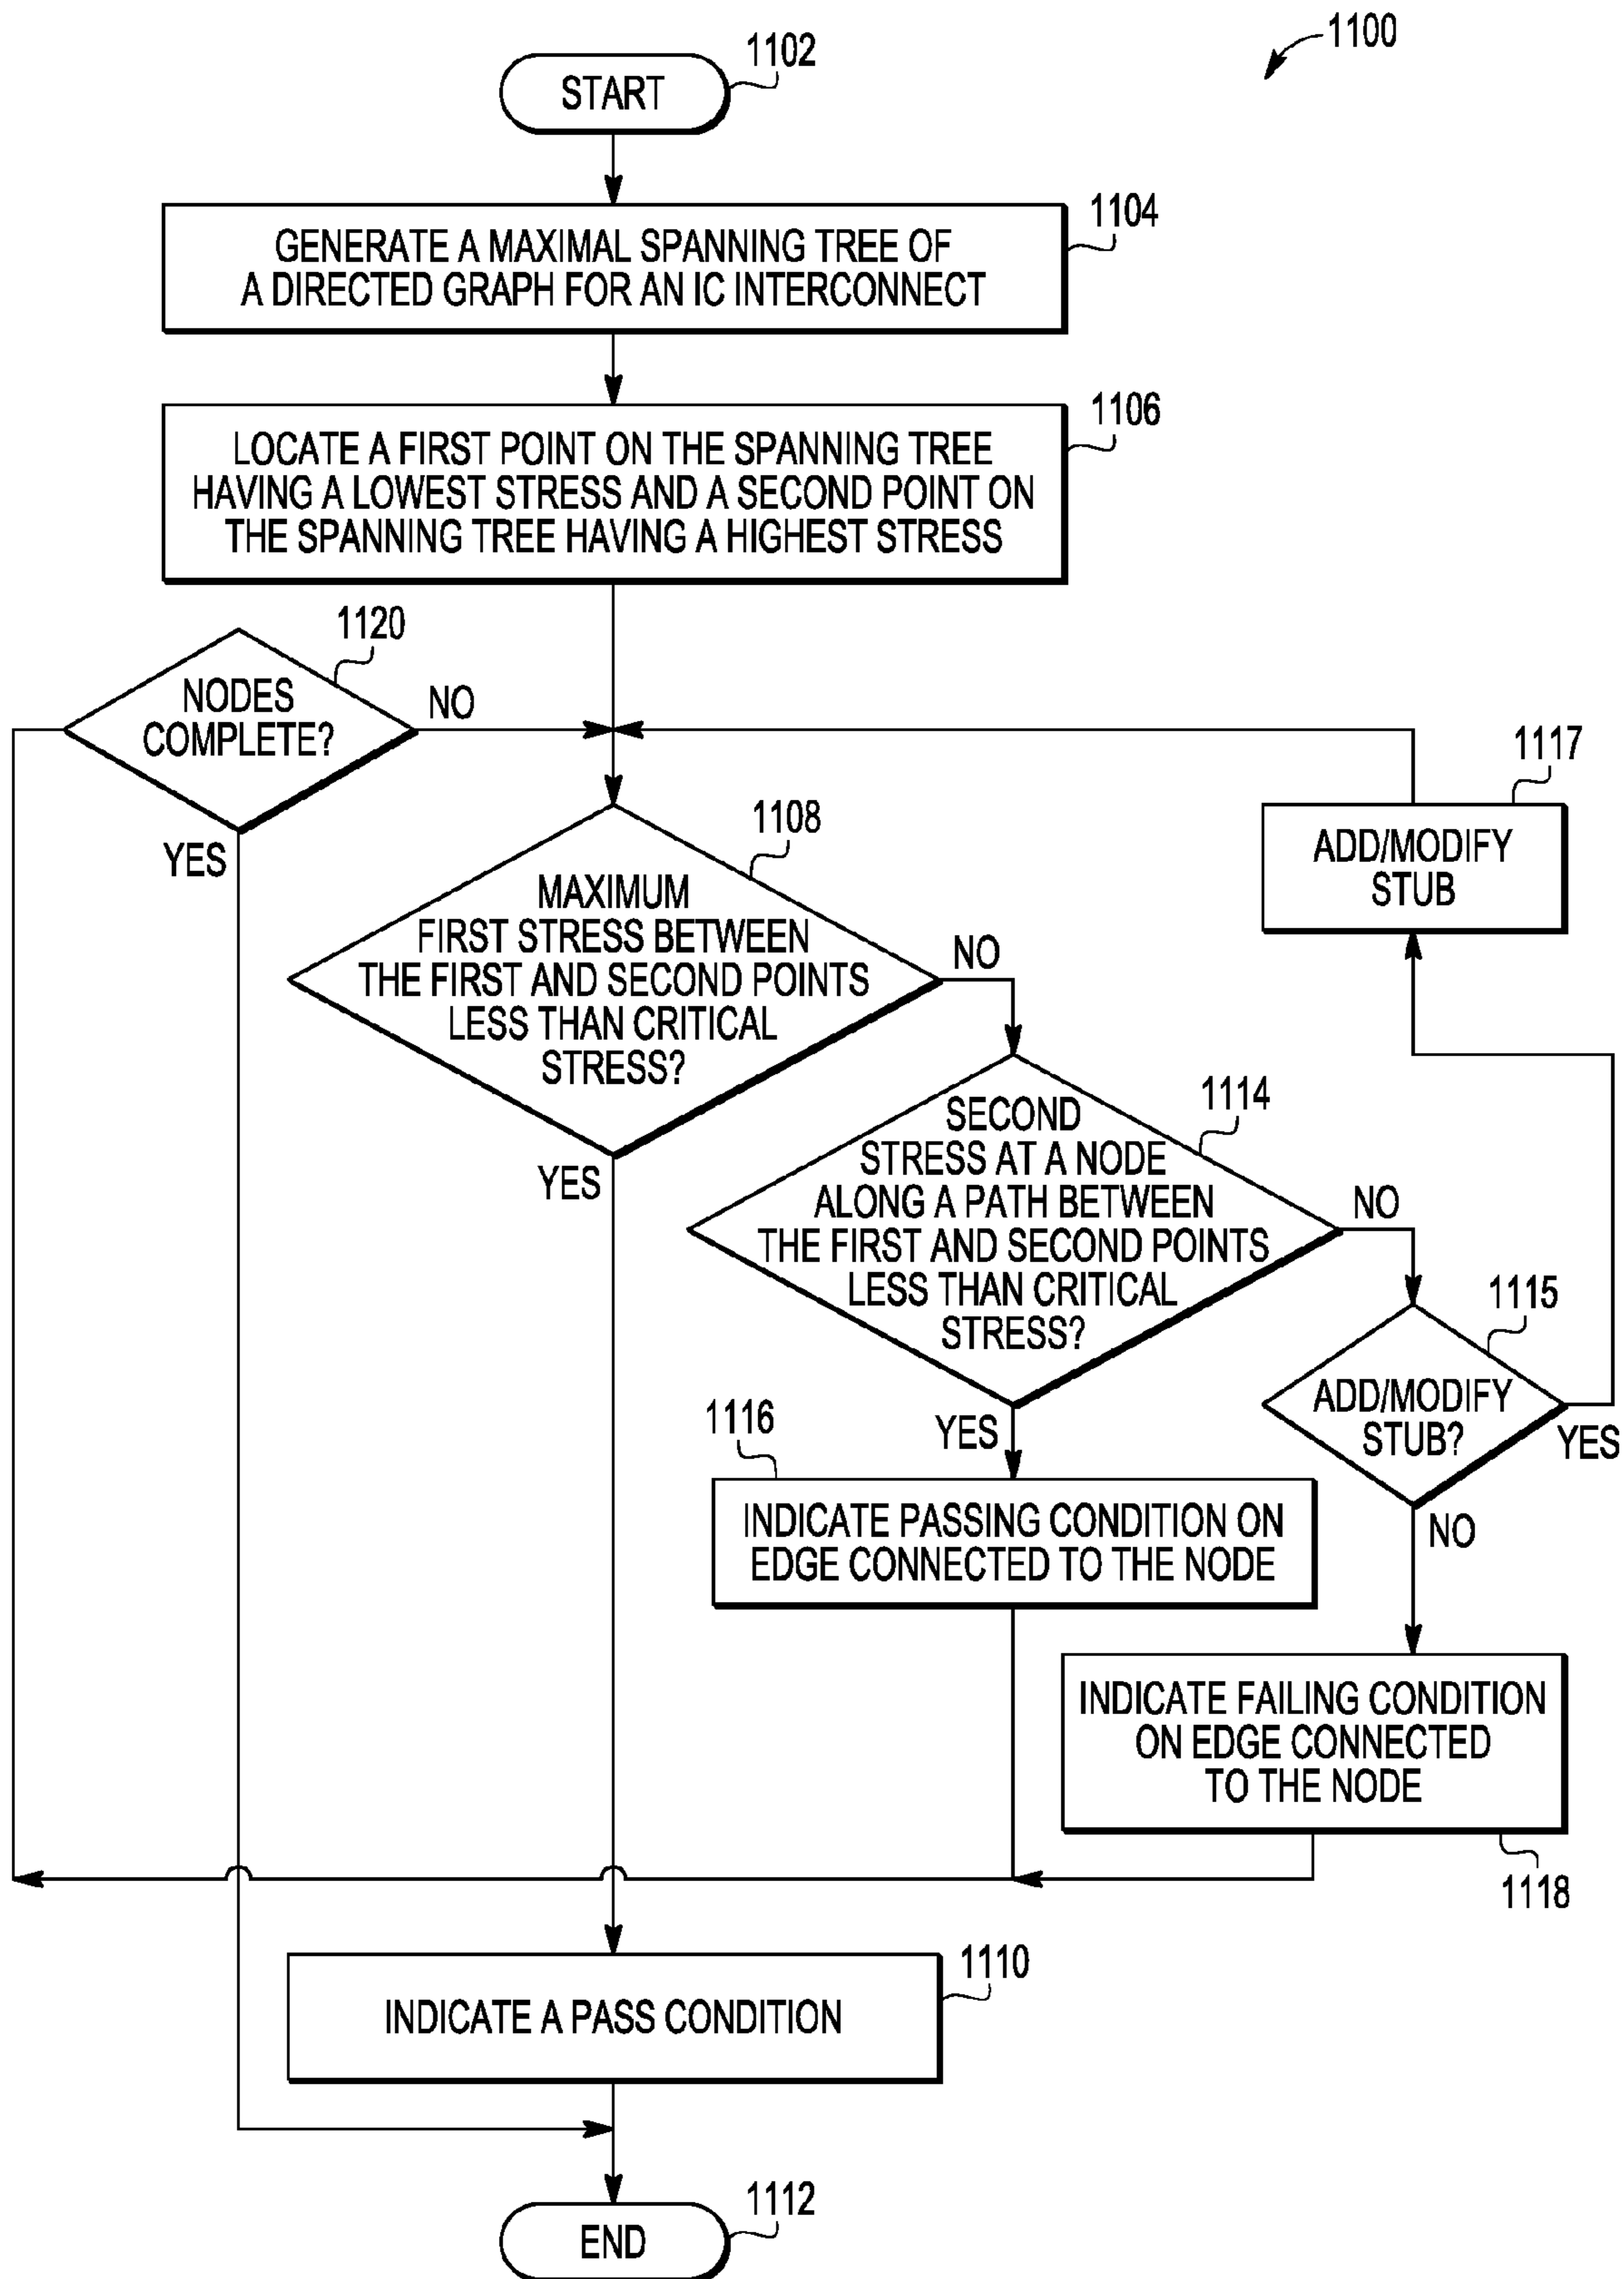 1100
1102
START
1104
GENERATE A MAXIMAL SPANNING TREE OF
A DIRECTED GRAPH FOR AN IC INTERCONNECT
1106
LOCATE A FIRST POINT ON THE SPANNING TREE
HAVING A LOWEST STRESS AND A SECOND POINT ON
THE SPANNING TREE HAVING A HIGHEST STRESS
1120
NODES
COMPLETE?
NO
YES
1117
ADD/MODIFY
STUB
1108
MAXIMUM
FIRST STRESS BETWEEN
THE FIRST AND SECOND POINTS
LESS THAN CRITICAL
STRESS?
NO
YES
1114
SECOND
STRESS AT A NODE
ALONG A PATH BETWEEN
THE FIRST AND SECOND POINTS
LESS THAN CRITICAL
STRESS?
NO
YES
1115
ADD/MODIFY
STUB?
YES
NO
1116
INDICATE PASSING CONDITION ON
EDGE CONNECTED TO THE NODE
INDICATE FAILING CONDITION
ON EDGE CONNECTED
TO THE NODE
1118
1110
INDICATE A PASS CONDITION
1112
END